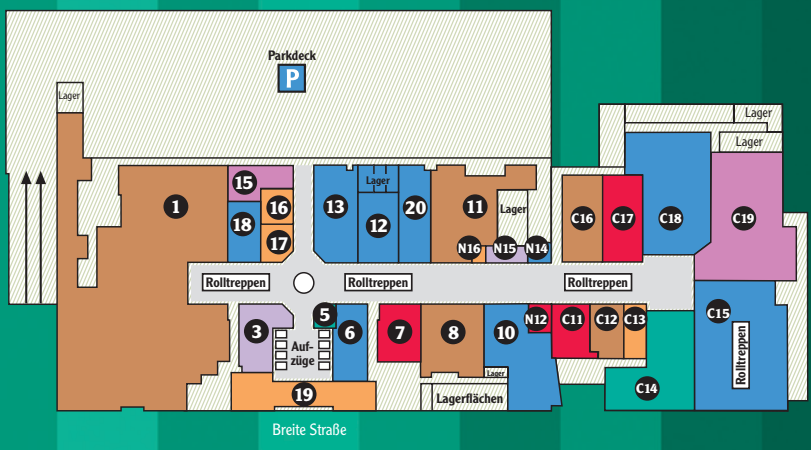 Parkdeck
P
Lager
Lager
Lager
15
1
16
18
17
13
Lager
12
20
11
Lager
N16
N15
N14
C16
C17
C18
C19
Rolltreppen
Rolltreppen
Rolltreppen
3
5
6
7
8
10
N12
C11
C12
C13
C15
Rolltreppen
Auf-
züge
Lager
19
Lagerflächen
C14
Breite Straße